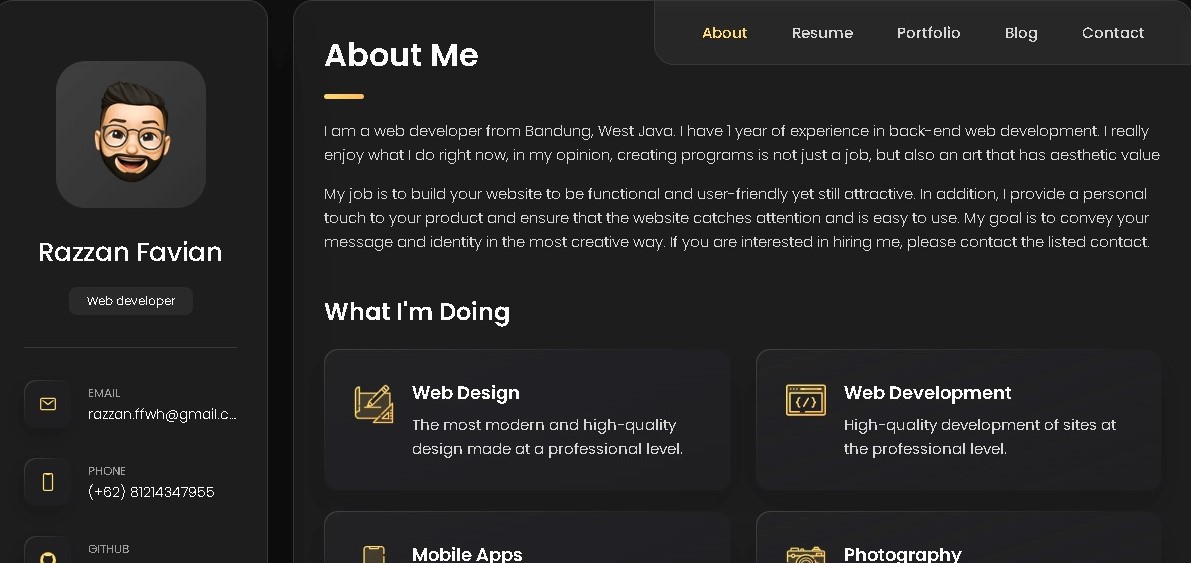 Razzan Favian
Web developer
EMAIL
razzan.ffwh@gmail.c...
PHONE
(+62) 81214347955
GITHUB
About
Resume
Portfolio
Blog
Contact
About Me
I am a web developer from Bandung, West Java. I have 1 year of experience in back-end web development. I really
enjoy what I do right now, in my opinion, creating programs is not just a job, but also an art that has aesthetic value
My job is to build your website to be functional and user-friendly yet still attractive. In addition, I provide a personal
touch to your product and ensure that the website catches attention and is easy to use. My goal is to convey your
message and identity in the most creative way. If you are interested in hiring me, please contact the listed contact.
What I'm Doing
Web Design
The most modern and high-quality
design made at a professional level.
Web Development
High-quality development of sites at
the professional level.
Mobile Apps
Photography